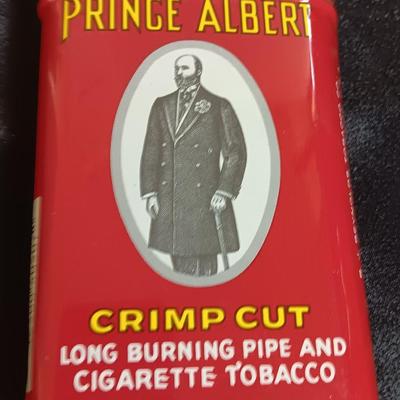 PRINCE ALBERT
CRIMP CUT
LONG BURNING PIPE AND
CIGARETTE TOBACCO